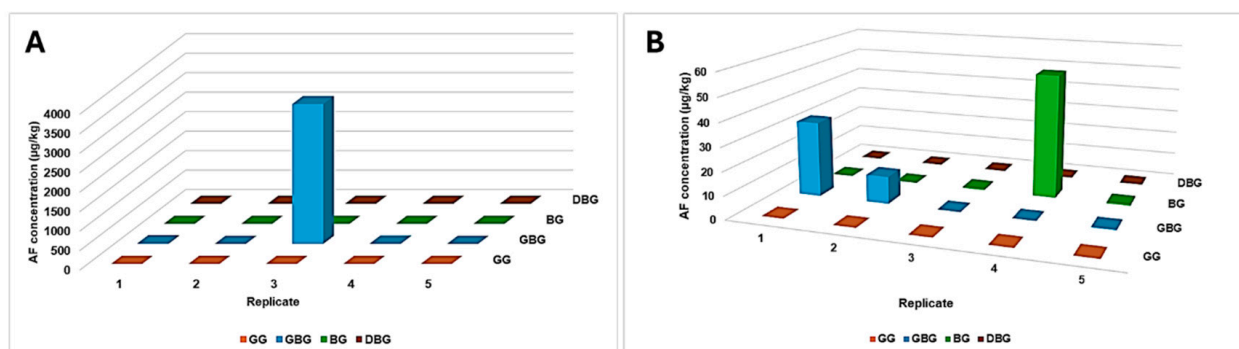 A
AF concentration (µg/kg)
4000
3500
3000
2500
2000
1500
1000
500
0
1 2 3 4 5
Replicate
DBG
BG
GBG
GG
GG GBG BG DBG
B
AF concentration (µg/kg)
60
50
40
30
20
10
0
1 2 3 4 5
Replicate
DBG
BG
GBG
GG
GG GBG BG DBG